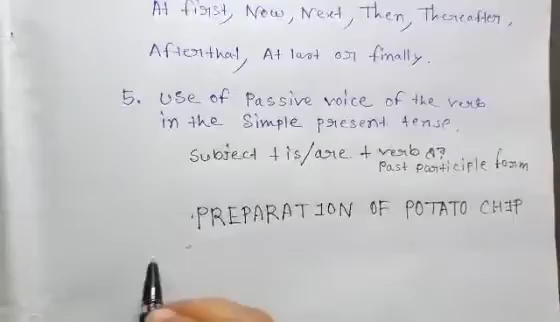 At first, Now, Next, Then, Thereafter,
After that, At last or finally.
5. Use of Passive voice of the verb
in the Simple present tense.
Subject + is/are + verb
Past participle form
PREPARATION OF POTATO CHIP